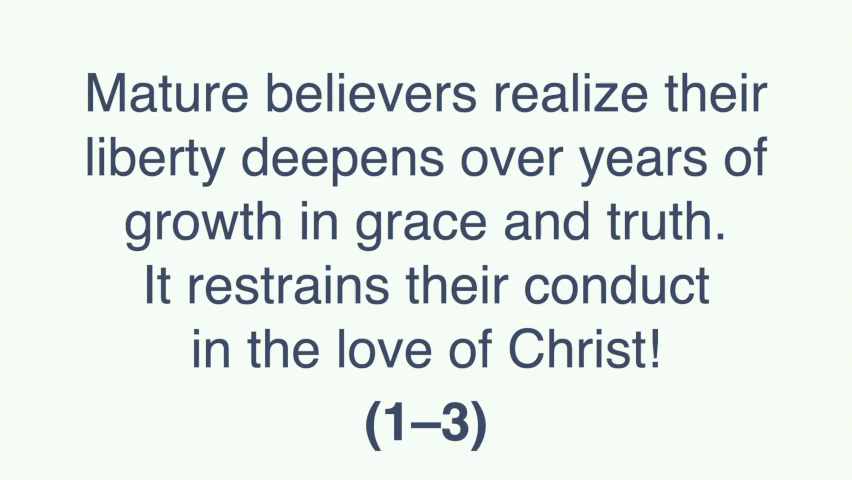 Mature believers realize their
liberty deepens over years of
growth in grace and truth.
It restrains their conduct
in the love of Christ!
(1–3)